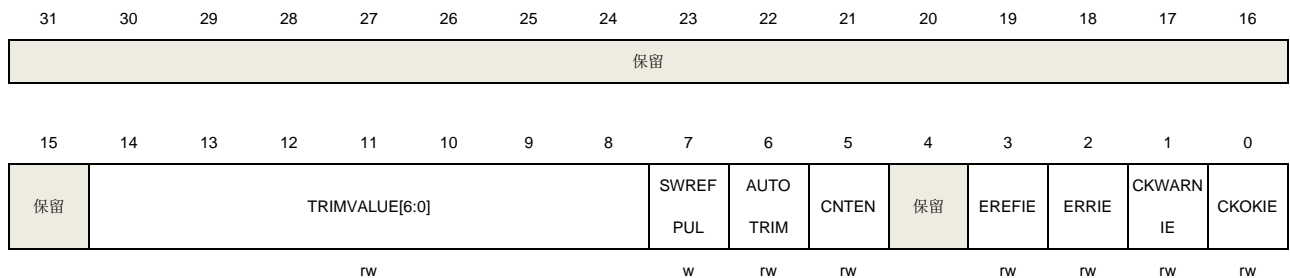 31 30 29 28 27 26 25 24 23 22 21 20 19 18 17 16
保留
15 14 13 12 11 10 9 8 7 6 5 4 3 2 1 0
保留 TRIMVALUE[6:0] SWREF PUL AUTO TRIM CNTEN 保留 EREFIE ERRIE CKWARN IE CKOKIE
rw w rw rw rw rw rw rw